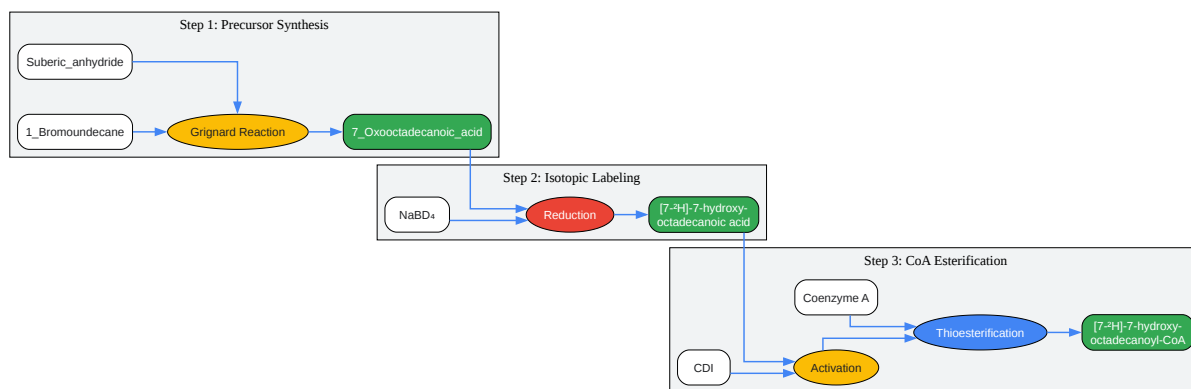 Step 1: Precursor Synthesis
Suberic_anhydride
1_Bromoundecane
Grignard Reaction
7_Oxooctadecanoic_acid
Step 2: Isotopic Labeling
NaBD₄
Reduction
[7-²H]-7-hydroxy-
octadecanoic acid
Step 3: CoA Esterification
Coenzyme A
Thioesterification
[7-²H]-7-hydroxy-
octadecanoyl-CoA
CDI
Activation